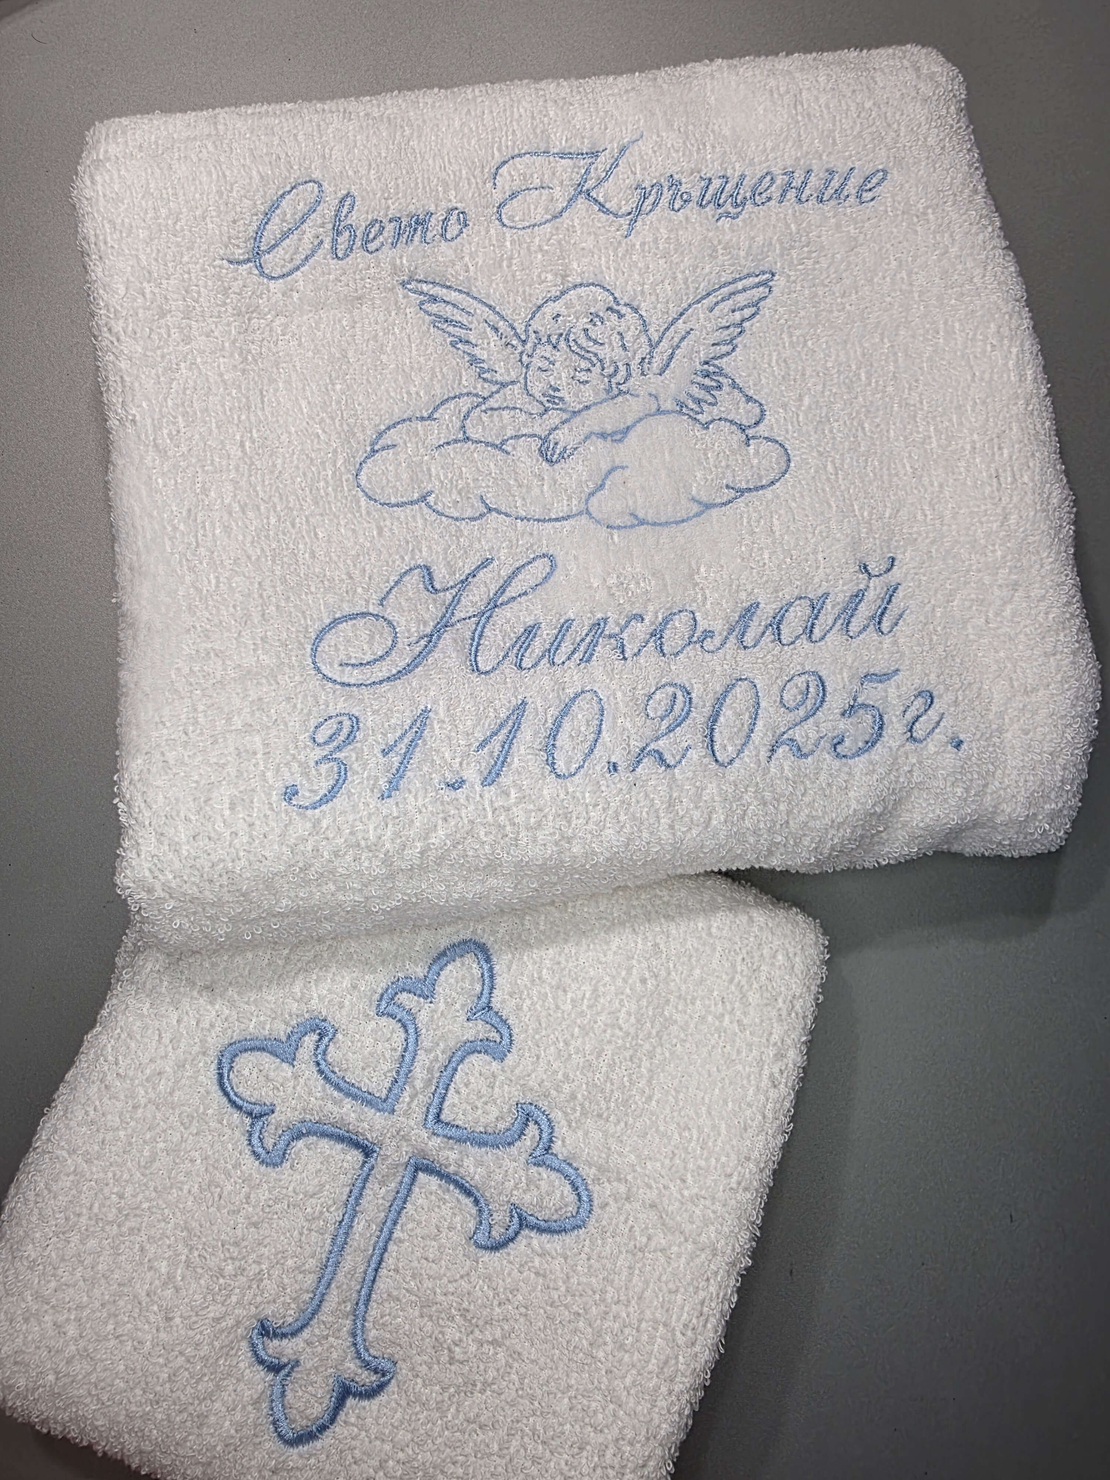 Свето Кръщение
Николай
31.10.2025г.